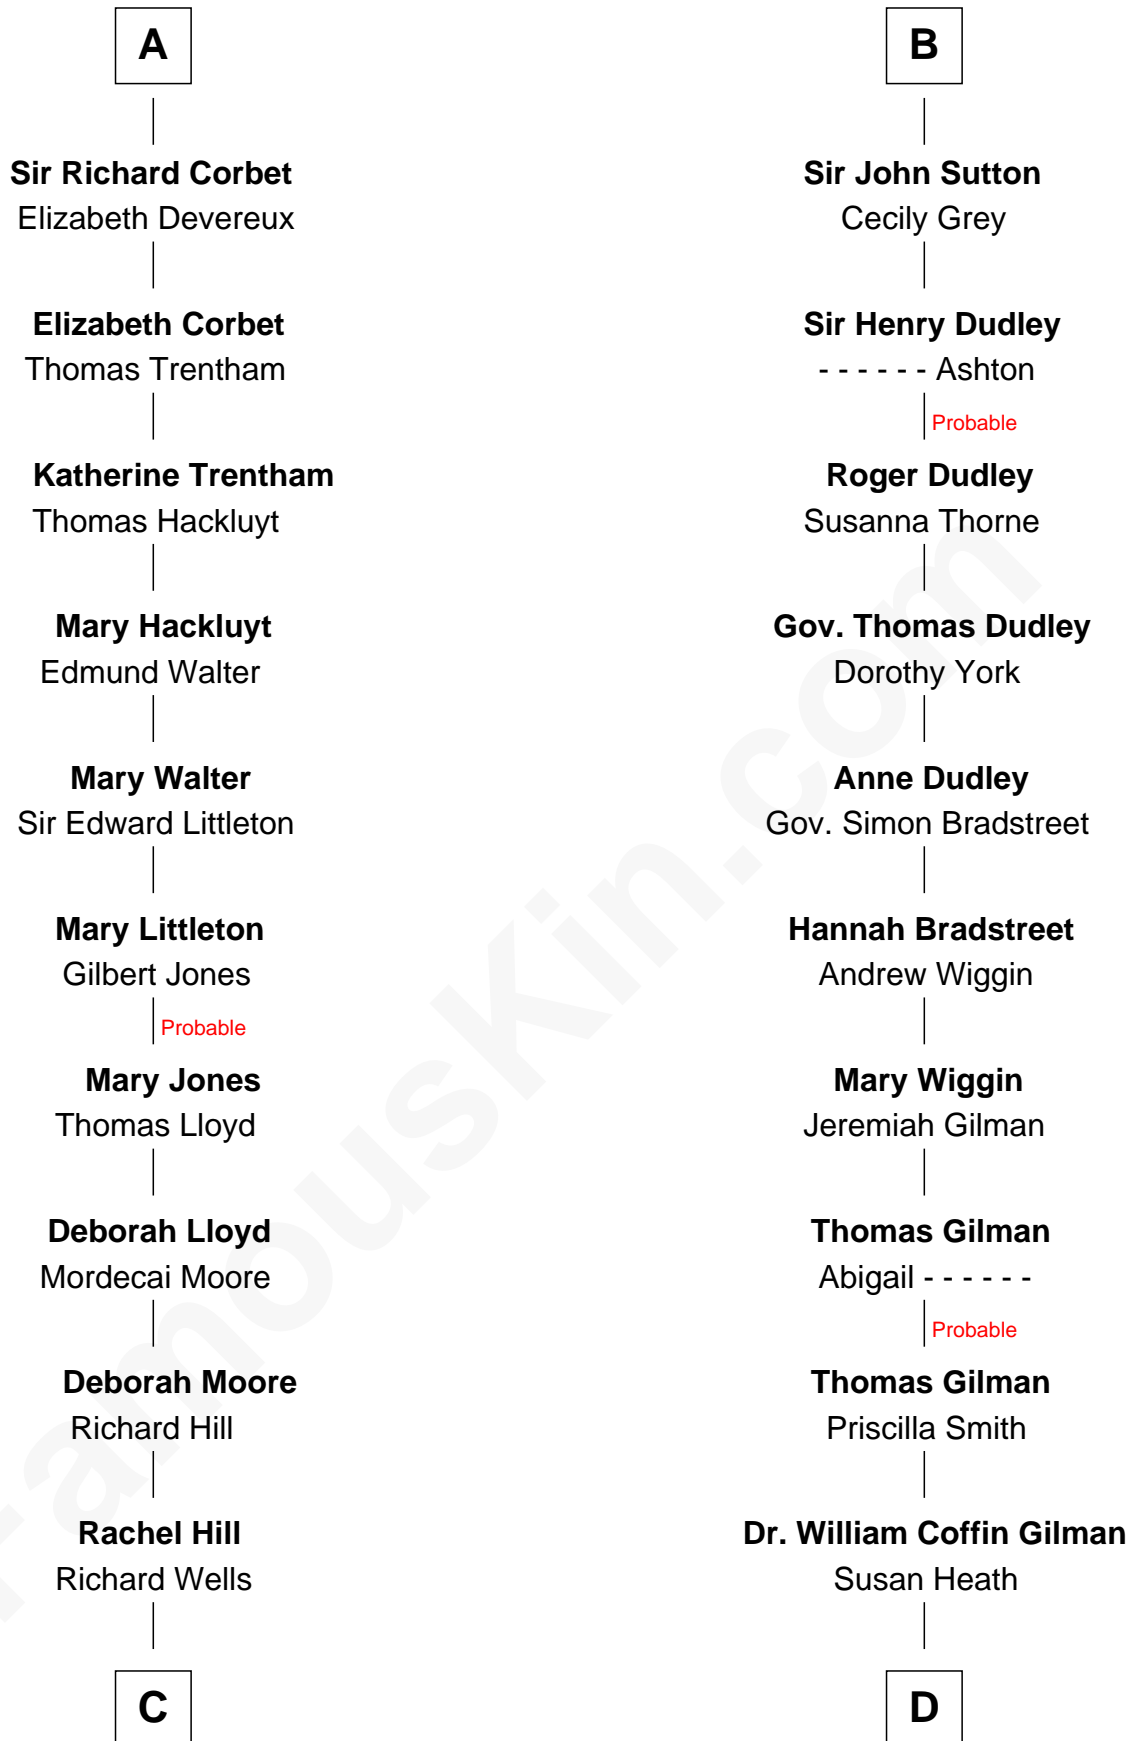 A
Sir Richard Corbet
Elizabeth Devereux
Elizabeth Corbet
Thomas Trentham
Katherine Trentham
Thomas Hackluyt
Mary Hackluyt
Edmund Walter
Mary Walter
Sir Edward Littleton
Mary Littleton
Gilbert Jones
Probable
Mary Jones
Thomas Lloyd
Deborah Lloyd
Mordecai Moore
Deborah Moore
Richard Hill
Rachel Hill
Richard Wells
C
B
Sir John Sutton
Cecily Grey
Sir Henry Dudley
- - - - - - Ashton
Probable
Roger Dudley
Susanna Thorne
Gov. Thomas Dudley
Dorothy York
Anne Dudley
Gov. Simon Bradstreet
Hannah Bradstreet
Andrew Wiggin
Mary Wiggin
Jeremiah Gilman
Thomas Gilman
Abigail - - - - - -
Probable
Thomas Gilman
Priscilla Smith
Dr. William Coffin Gilman
Susan Heath
D
FamousKin.com